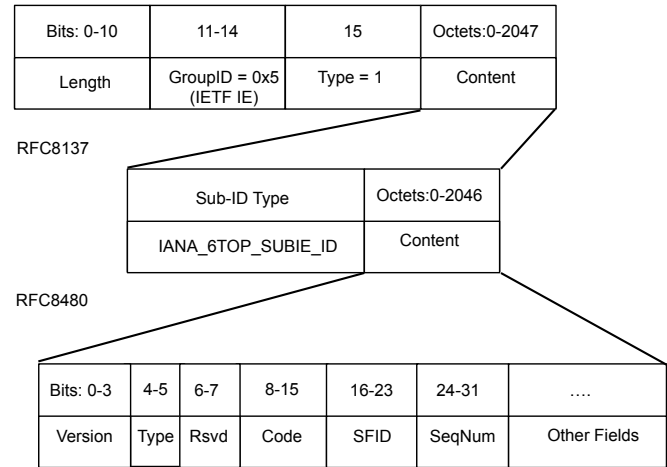 Bits: 0-10 11-14 15 Octets:0-2047
Length GroupID = 0x5 Type = 1 Content
(IETF IE)
RFC8137
Sub-ID Type Octets:0-2046
IANA_6TOP_SUBIE_ID Content
RFC8480
Bits: 0-3 4-5 6-7 8-15 16-23 24-31 ….
Version Type Rsvd Code SFID SeqNum Other Fields